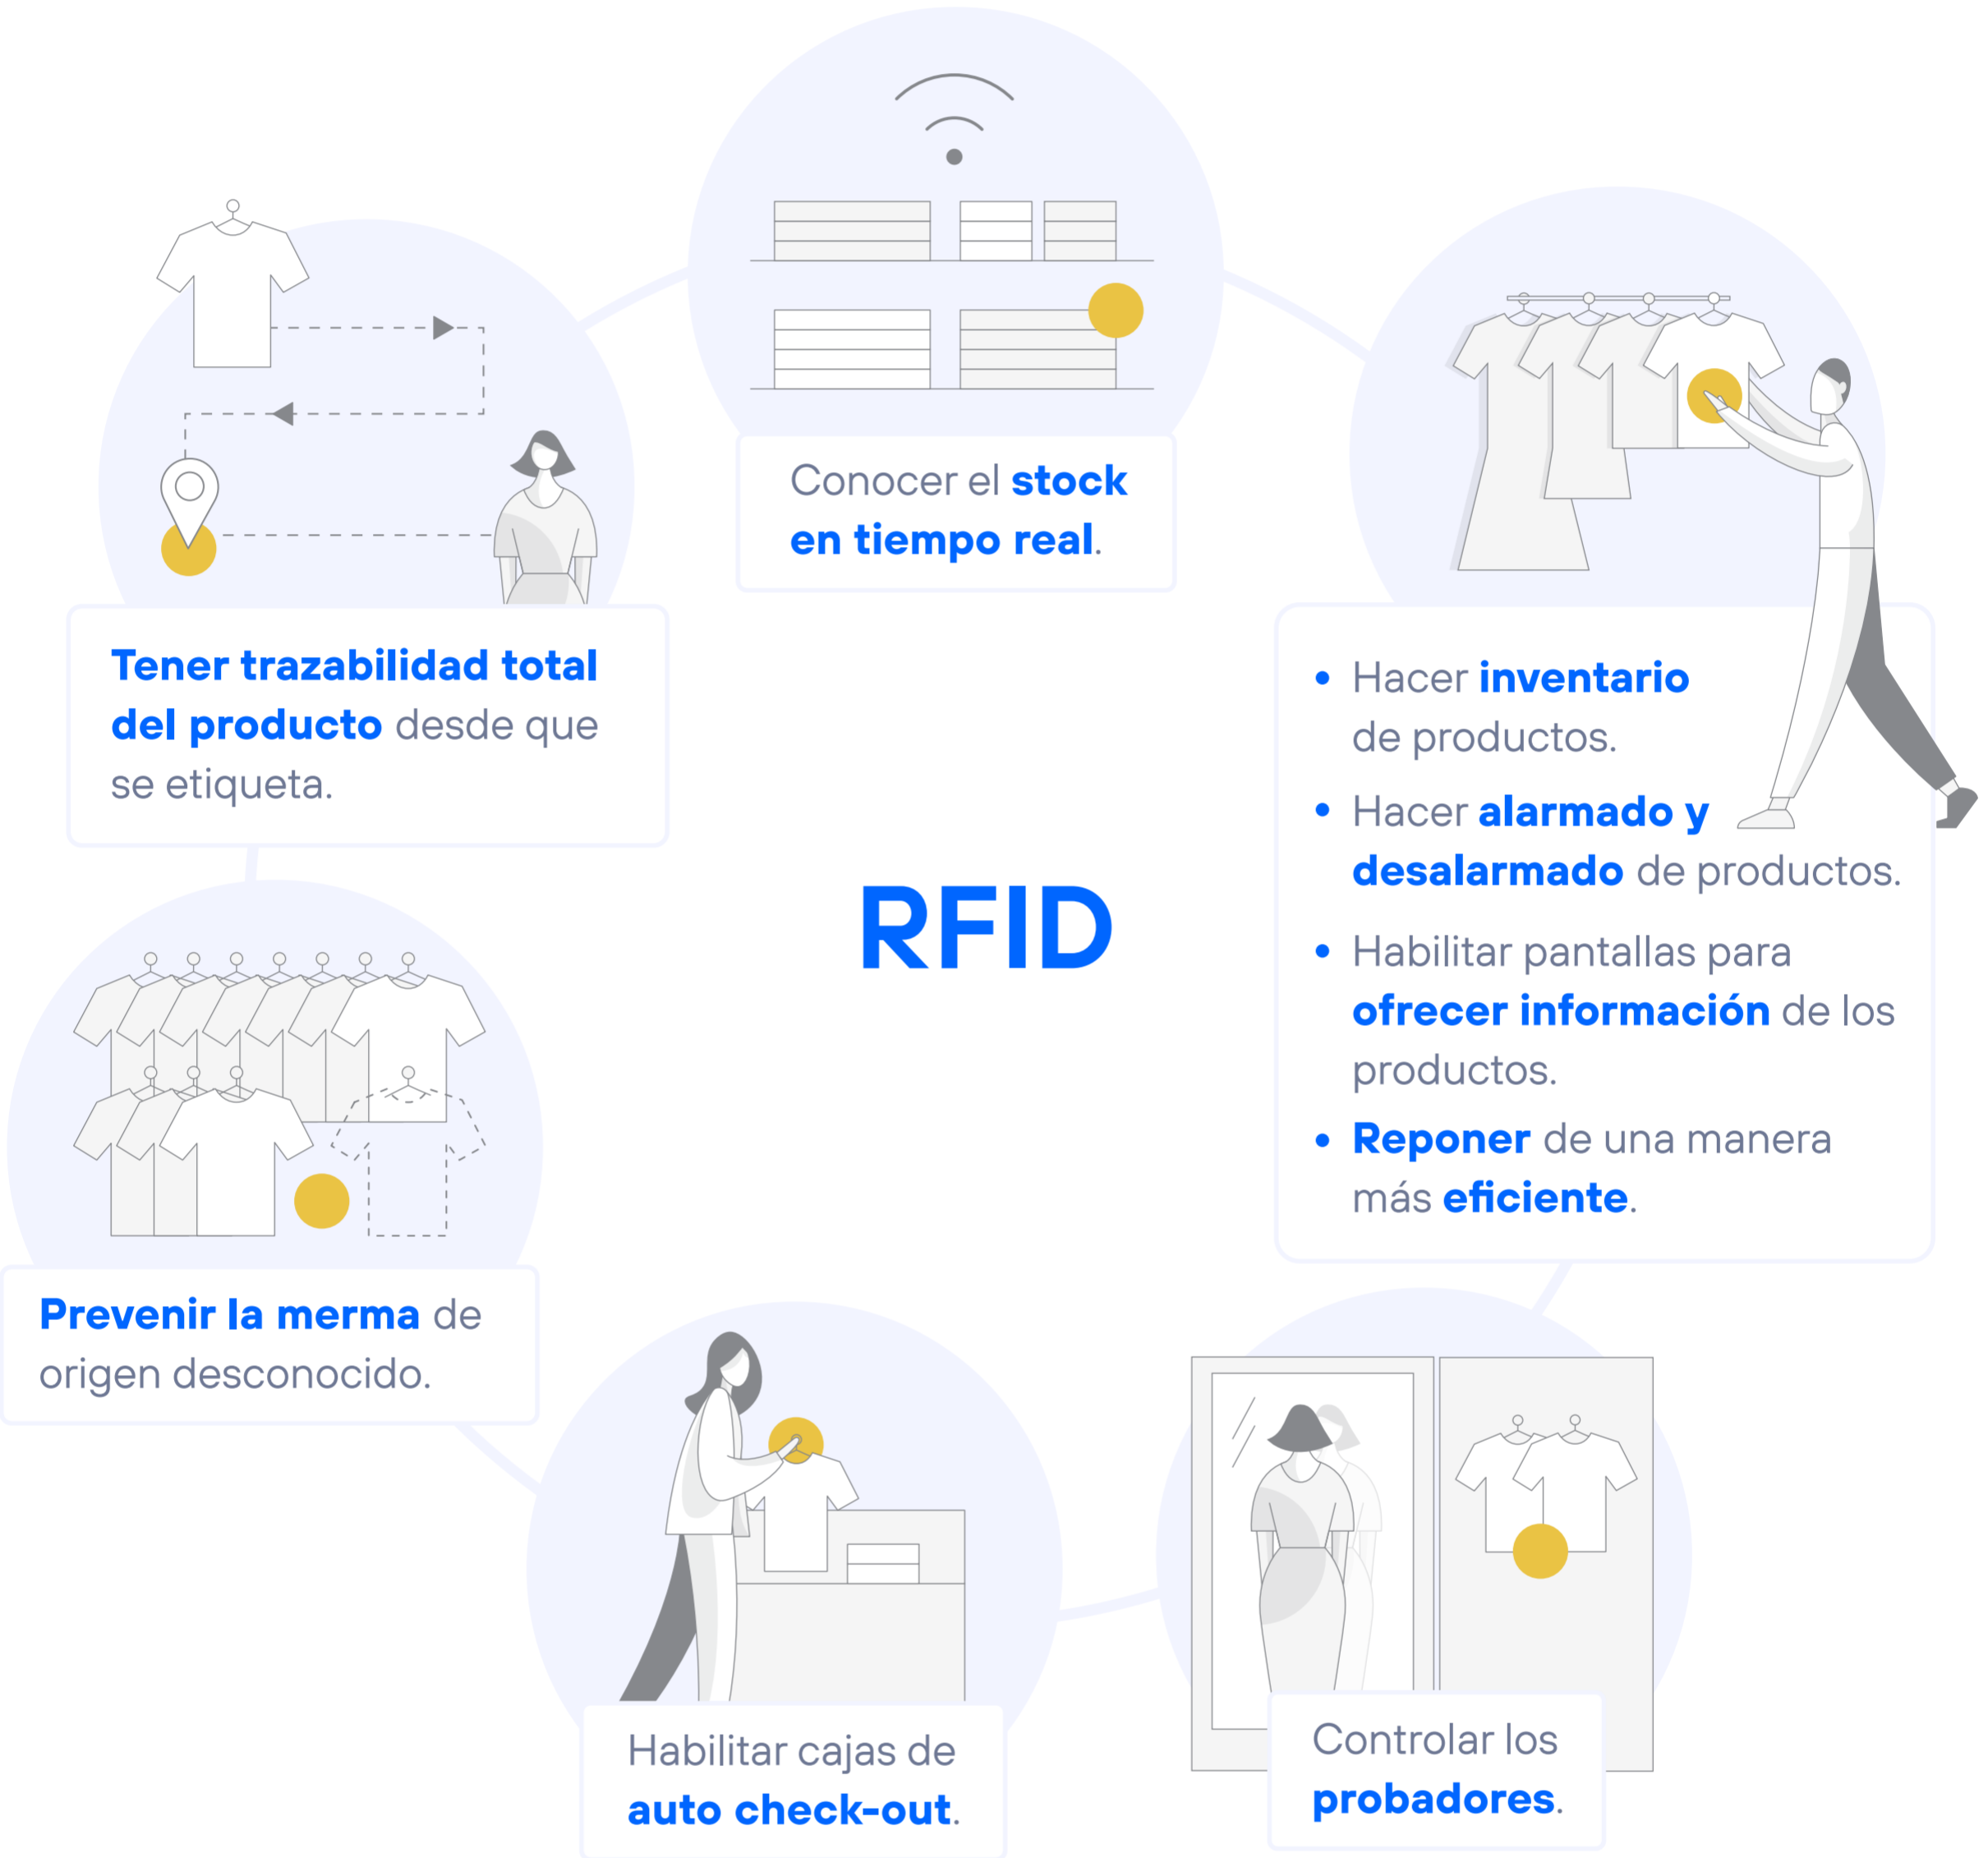 Conocer el stock
en tiempo real.
Tener trazabilidad total
del producto desde que
se etiqueta.
Hacer inventario
de productos.
Hacer alarmado y
desalarmado de productos.
Habilitar pantallas para
ofrecer información de los
productos.
Reponer de una manera
más eficiente.
RFID
Prevenir la merma de
origen desconocido.
Habilitar cajas de
auto check-out.
Controlar los
probadores.